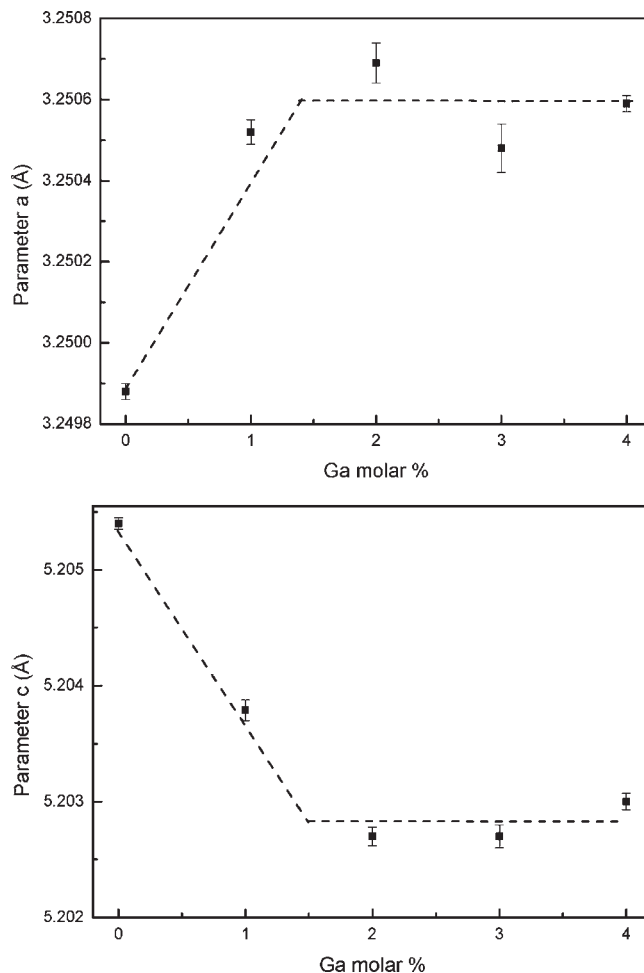 3.2508
3.2506
3.2504
3.2502
3.2500
3.2498
Parameter a (Å)
0 1 2 3 4
Ga molar %
5.205
5.204
5.203
5.202
Parameter c (Å)
0 1 2 3 4
Ga molar %